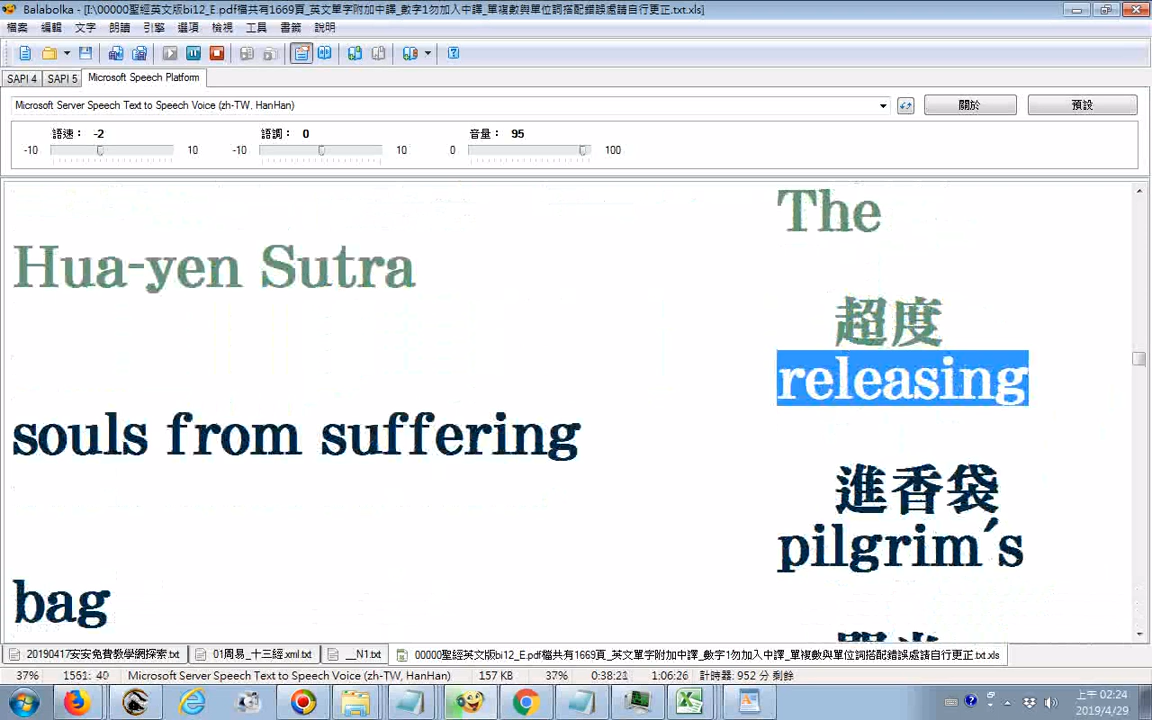 Balabolka - [I:\00000聖經英文版bi12_E.pdf檔共有1669頁_英文單字附加中譯_數字1勿加入中譯_單複數與單位詞搭配錯誤處請自行更正.txt.xls]
檔案 編輯 文字 朗讀 引擎 選項 檢視 工具 書籤 說明
SAPI 4 SAPI 5 Microsoft Speech Platform
Microsoft Server Speech Text to Speech Voice (zh-TW, HanHan) 關於 預設
語速： -2 語調： 0 音量： 95
-10 10 -10 10 0 100
The
Hua-yen Sutra
超度
releasing
souls from suffering
進香袋
pilgrim's
bag
20190417安安免費教學網探索.txt 01周易_十三經.xml.txt __N1.txt 00000聖經英文版bi12_E.pdf檔共有1669頁_英文單字附加中譯_數字1勿加入中譯_單複數與單位詞搭配錯誤處請自行更正.txt.xls
37% 1551: 40 Microsoft Server Speech Text to Speech Voice (zh-TW, HanHan) 157 KB 37% 0:38:21 1:06:26 計時器: 952 分 剩餘
上午 02:24
2019/4/29